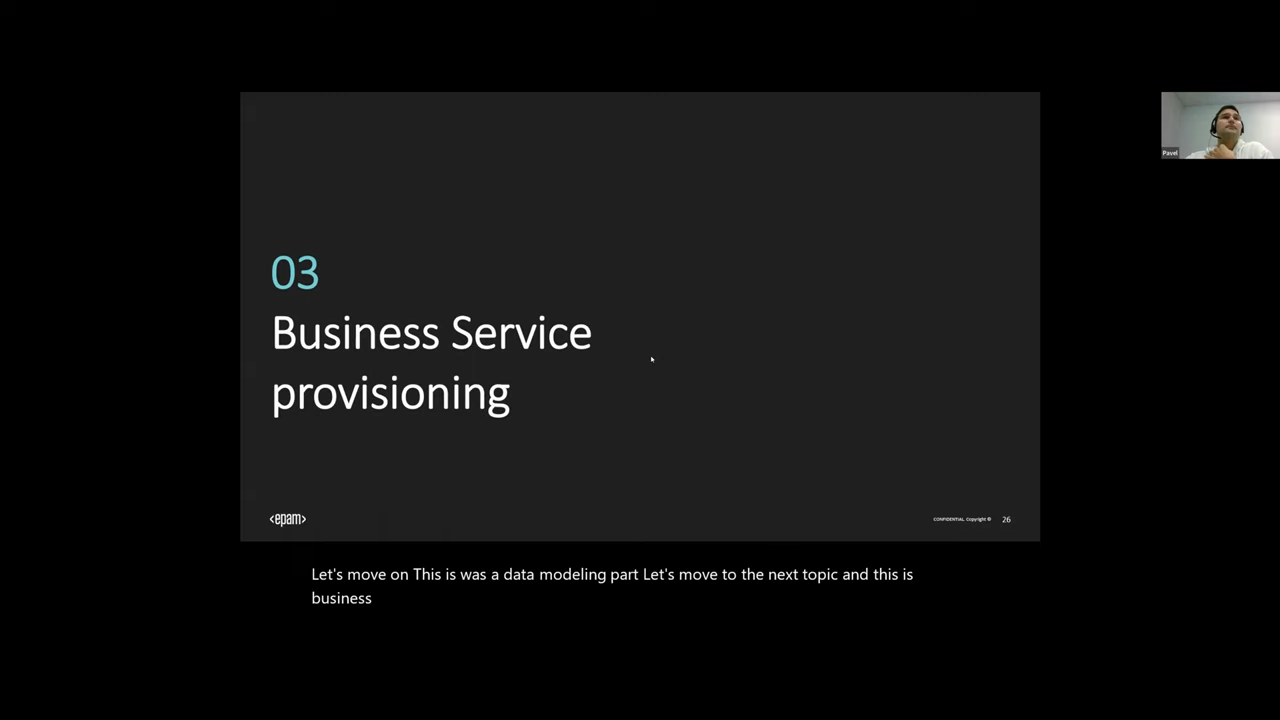 03
Business Service
provisioning
<epam>
CONFIDENTIAL Copyright ©
26
Pavel
Let's move on This is was a data modeling part Let's move to the next topic and this is
business